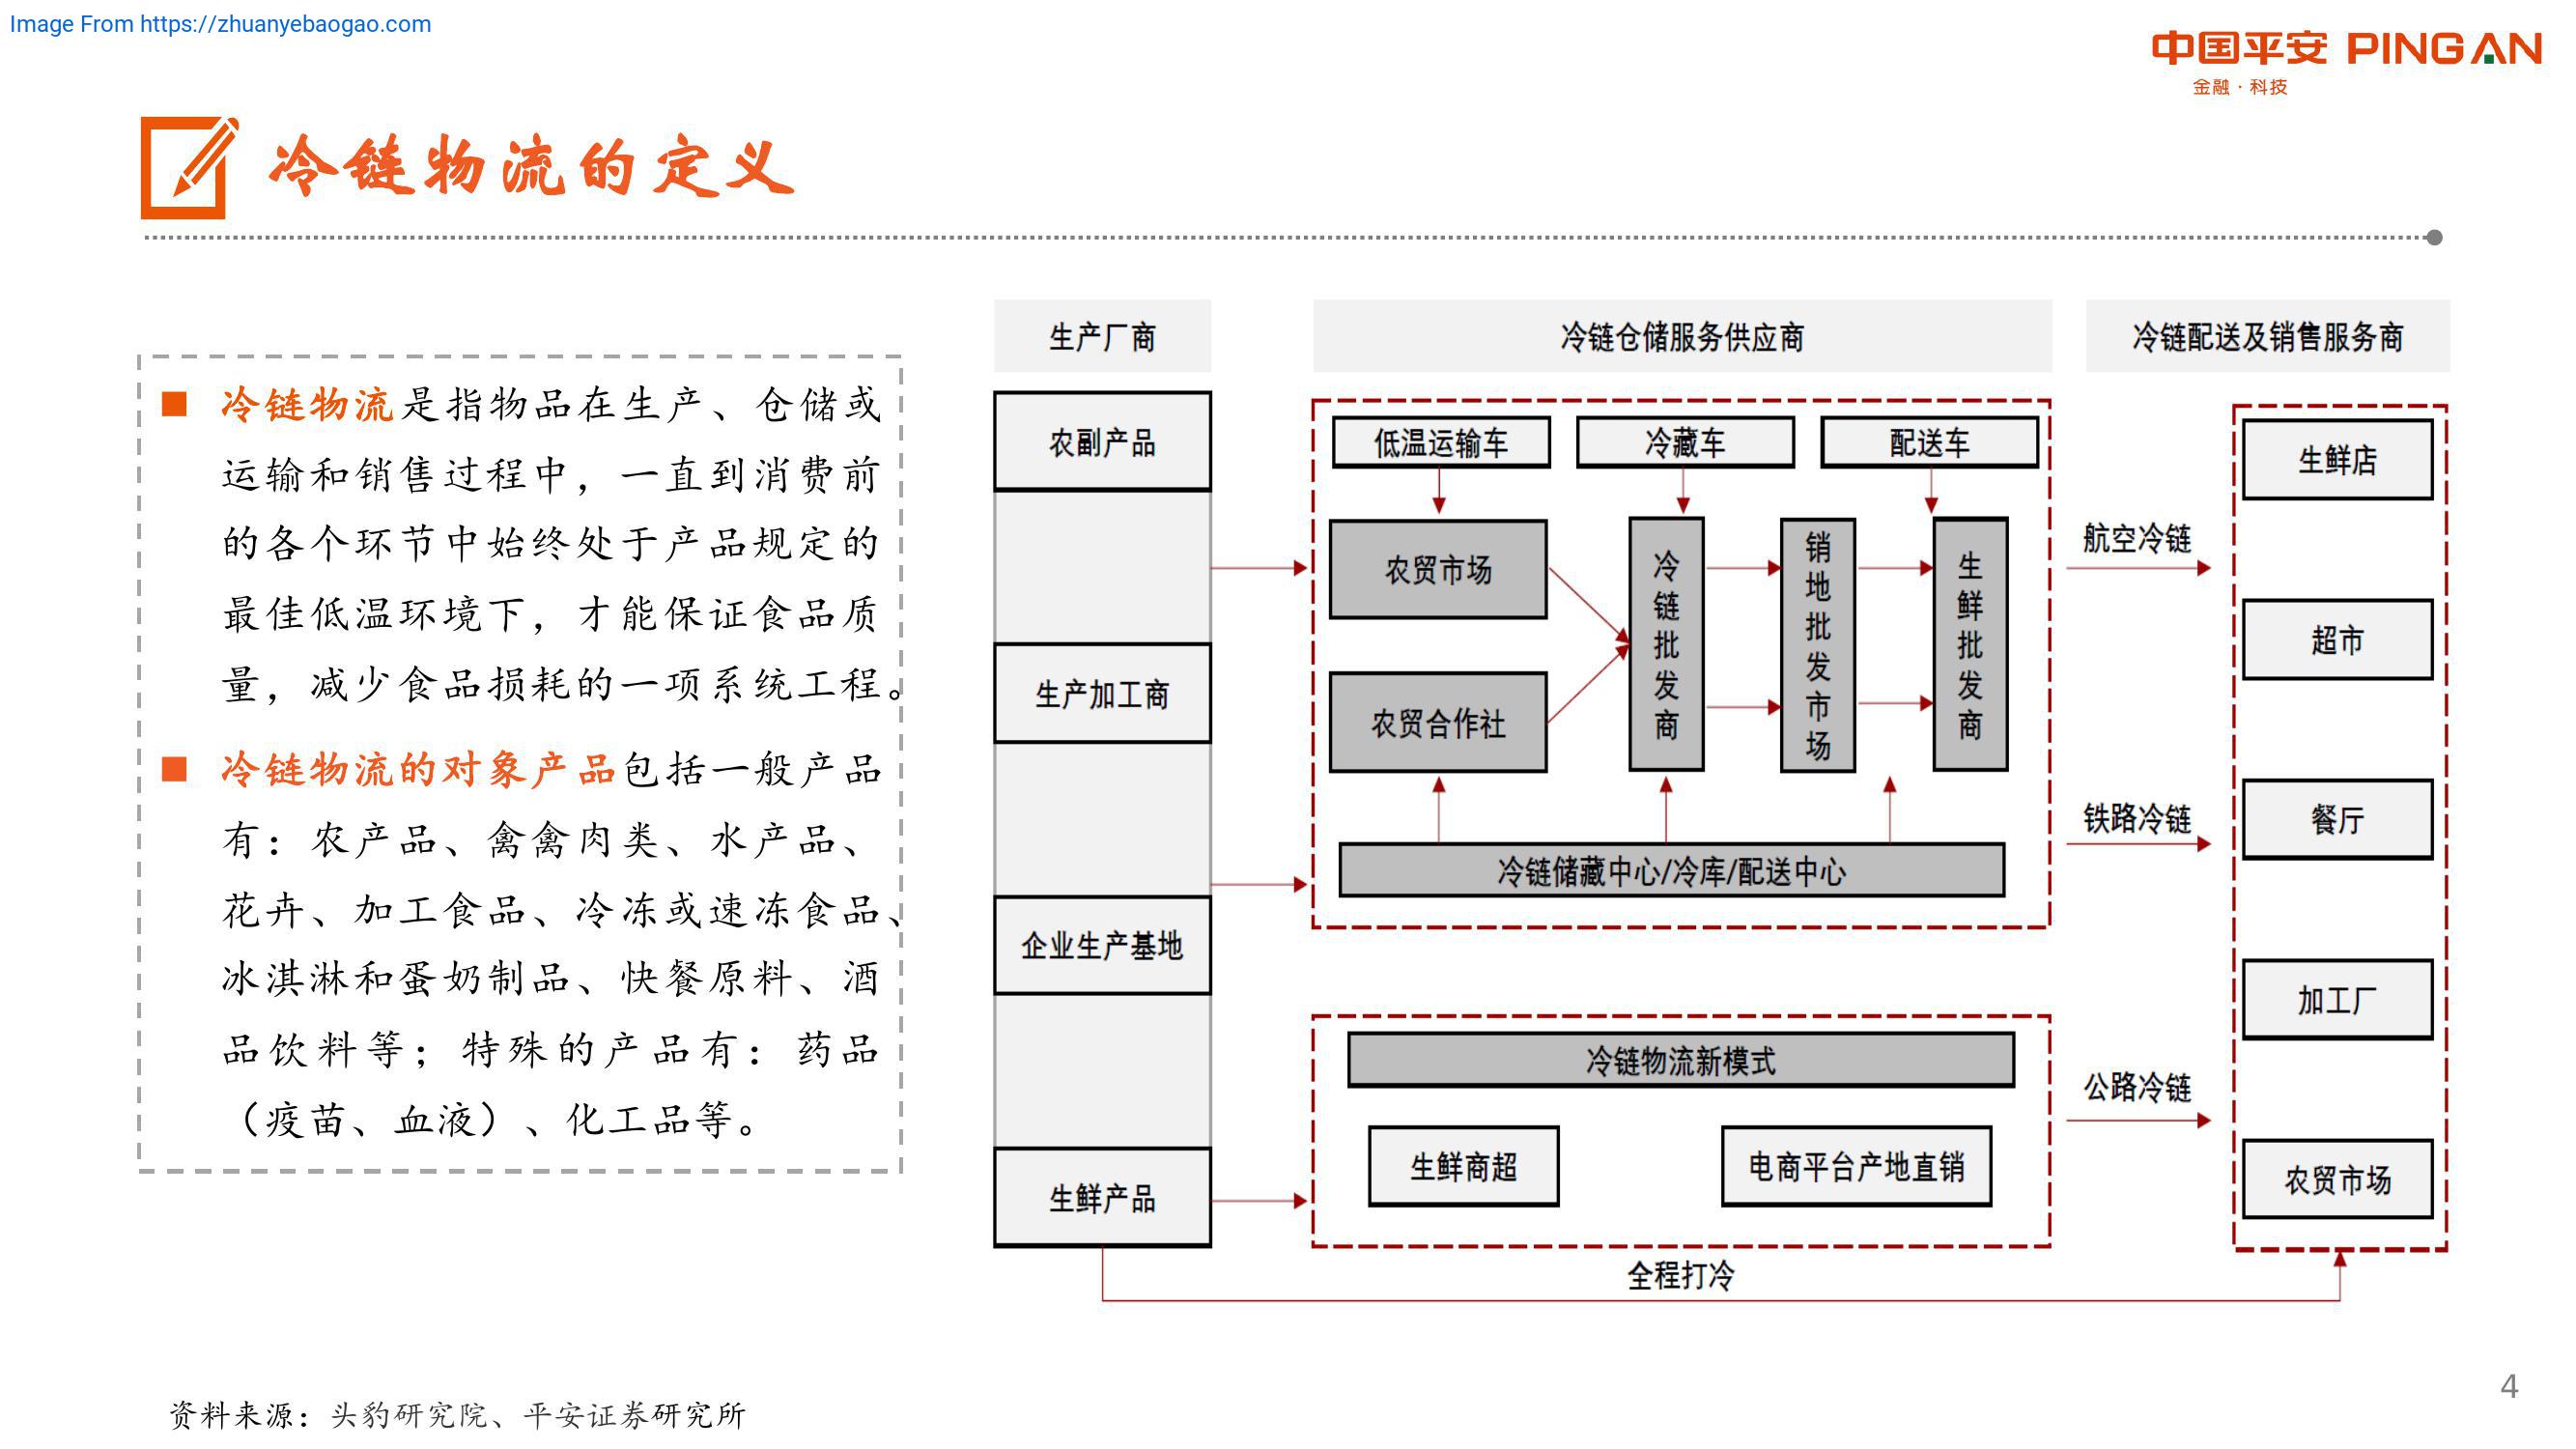 Image From https://zhuanyebaogao.com
中国平安 PINGAN
金融·科技
冷链物流的定义
冷链物流是指物品在生产、仓储或
运输和销售过程中，一直到消费前
的各个环节中始终处于产品规定的
最佳低温环境下，才能保证食品质
量，减少食品损耗的一项系统工程。
冷链物流的对象产品包括一般产品
有：农产品、禽禽肉类、水产品、
花卉、加工食品、冷冻或速冻食品、
冰淇淋和蛋奶制品、快餐原料、酒
品饮料等；特殊的产品有：药品
（疫苗、血液）、化工品等。
生产厂商
农副产品
生产加工商
企业生产基地
生鲜产品
冷链仓储服务供应商
低温运输车
冷藏车
配送车
农贸市场
农贸合作社
冷链批发商
销地批发市场
生鲜批发商
冷链储藏中心/冷库/配送中心
冷链物流新模式
生鲜商超
电商平台产地直销
全程打冷
航空冷链
铁路冷链
公路冷链
冷链配送及销售服务商
生鲜店
超市
餐厅
加工厂
农贸市场
资料来源：头豹研究院、平安证券研究所
4